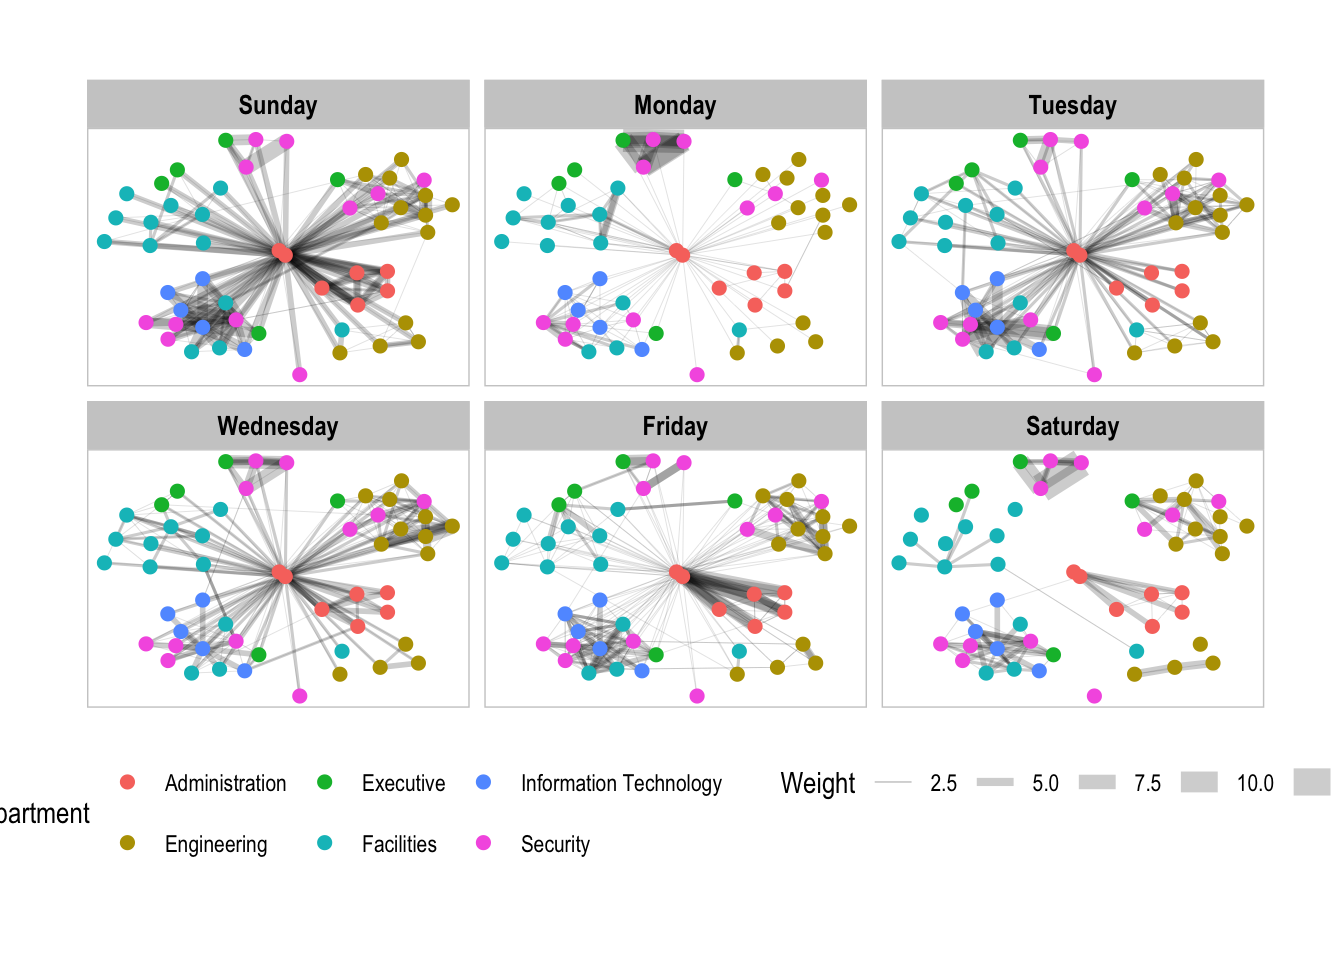 Sunday Monday Tuesday
Wednesday Friday Saturday
Administration Executive Information Technology Weight 2.5 5.0 7.5 10.0
partment
Engineering Facilities Security